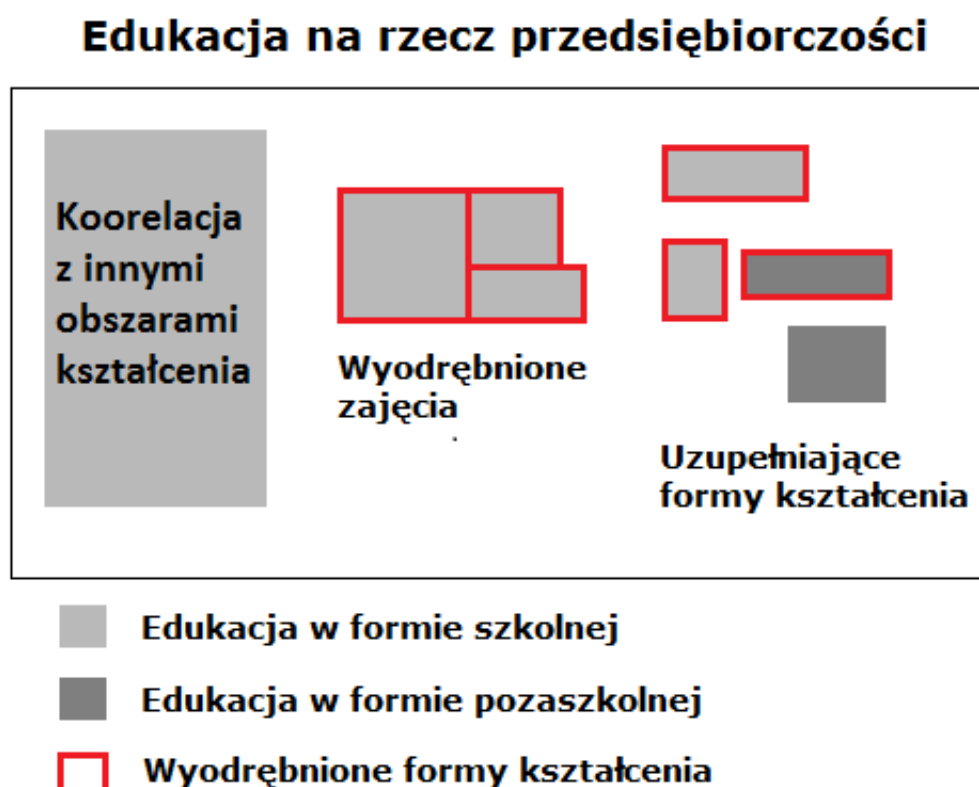 Edukacja na rzecz przedsiębiorczości
Koorelacja
z innymi
obszarami
kształcenia
Wyodrębnione
zajęcia
Uzupełniające
formy kształcenia
Edukacja w formie szkolnej
Edukacja w formie pozaszkolnej
Wyodrębnione formy kształcenia